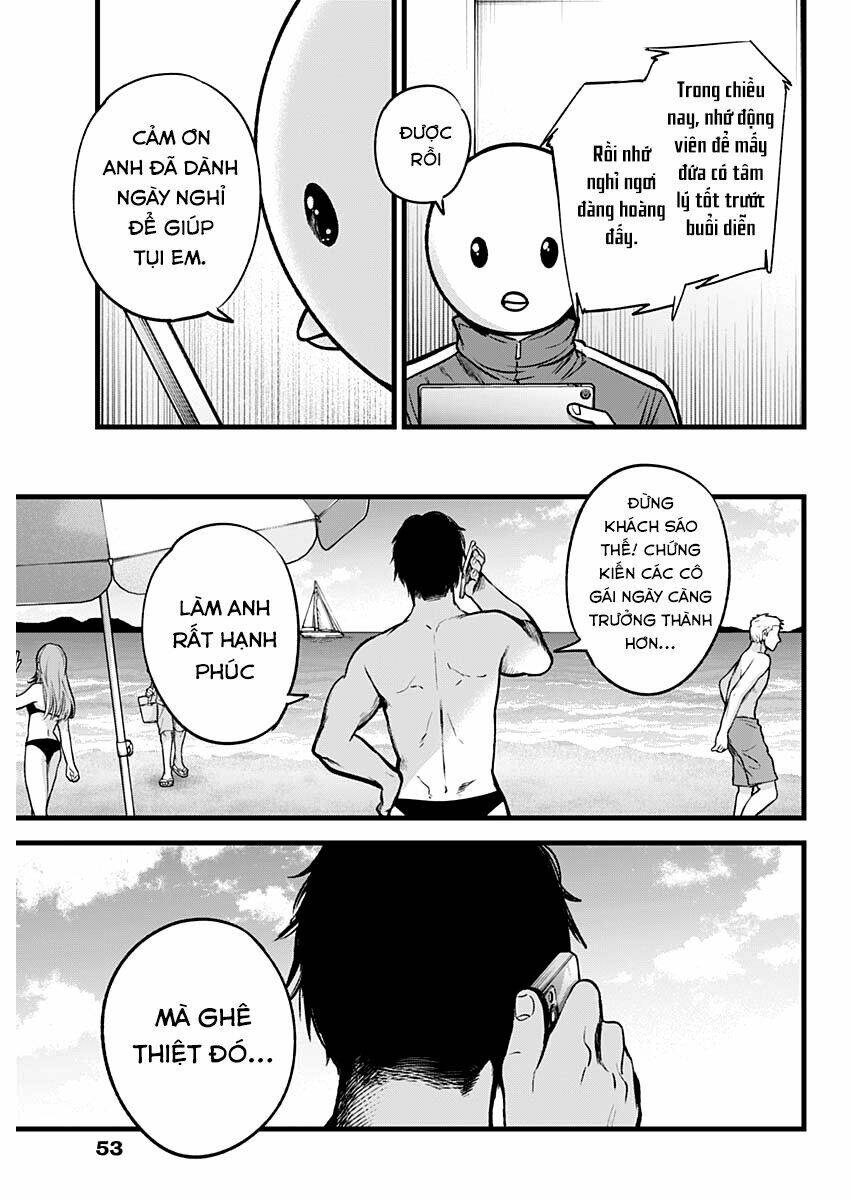 Trong chiều
nay, nhớ động
viên để mấy
đứa có tâm
lý tốt trước
buổi diễn
Rồi nhớ
nghỉ ngơi
đàng hoàng
đấy.
ĐƯỢC
RỒI
CẢM ƠN
ANH ĐÃ DÀNH
NGÀY NGHỈ
ĐỂ GIÚP
TỤI EM.
ĐỪNG
KHÁCH SÁO
THẾ! CHỨNG
KIẾN CÁC CÔ
GÁI NGÀY CÀNG
TRƯỞNG THÀNH
HƠN...
LÀM ANH
RẤT HẠNH
PHÚC
MÀ GHÊ
THIỆT ĐÓ...
53